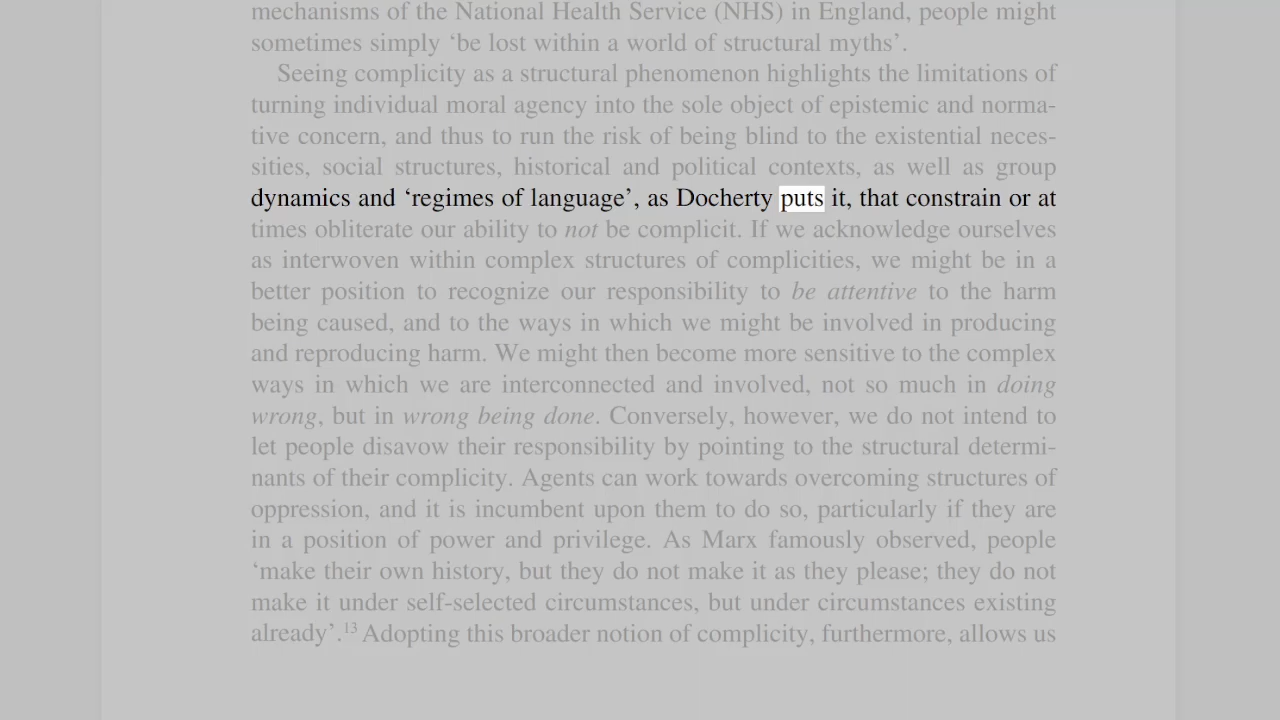 mechanisms of the National Health Service (NHS) in England, people might
sometimes simply ‘be lost within a world of structural myths’.
Seeing complicity as a structural phenomenon highlights the limitations of
turning individual moral agency into the sole object of epistemic and norma-
tive concern, and thus to run the risk of being blind to the existential neces-
sities, social structures, historical and political contexts, as well as group
dynamics and ‘regimes of language’, as Docherty puts it, that constrain or at
times obliterate our ability to not be complicit. If we acknowledge ourselves
as interwoven within complex structures of complicities, we might be in a
better position to recognize our responsibility to be attentive to the harm
being caused, and to the ways in which we might be involved in producing
and reproducing harm. We might then become more sensitive to the complex
ways in which we are interconnected and involved, not so much in doing
wrong, but in wrong being done. Conversely, however, we do not intend to
let people disavow their responsibility by pointing to the structural determi-
nants of their complicity. Agents can work towards overcoming structures of
oppression, and it is incumbent upon them to do so, particularly if they are
in a position of power and privilege. As Marx famously observed, people
‘make their own history, but they do not make it as they please; they do not
make it under self-selected circumstances, but under circumstances existing
already’.13 Adopting this broader notion of complicity, furthermore, allows us